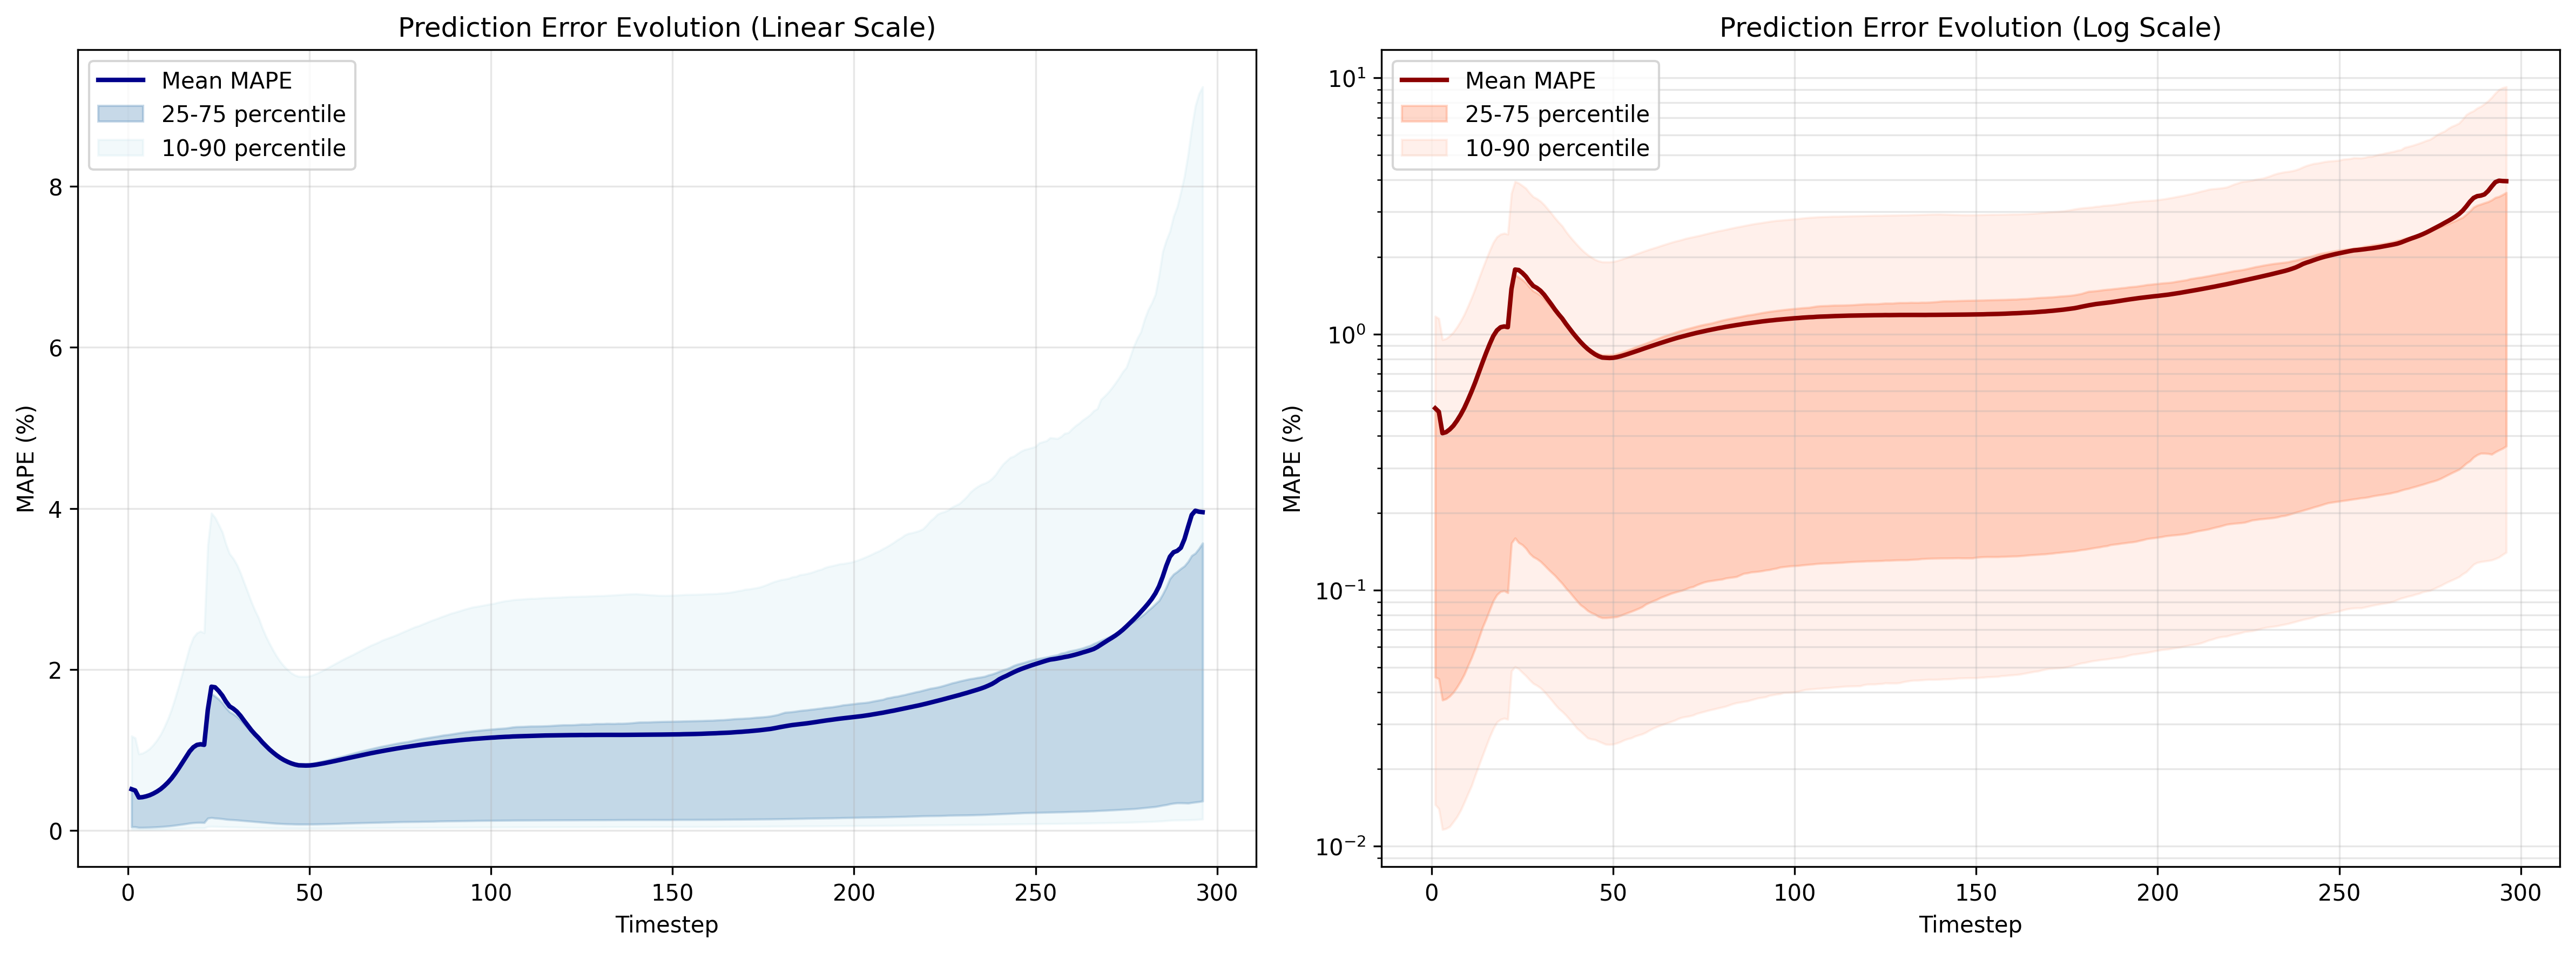 Prediction Error Evolution (Linear Scale)
Mean MAPE
25-75 percentile
10-90 percentile
8
6
4
2
0
MAPE (%)
0 50 100 150 200 250 300
Timestep
Prediction Error Evolution (Log Scale)
Mean MAPE
25-75 percentile
10-90 percentile
10¹
10⁰
10⁻¹
10⁻²
MAPE (%)
0 50 100 150 200 250 300
Timestep